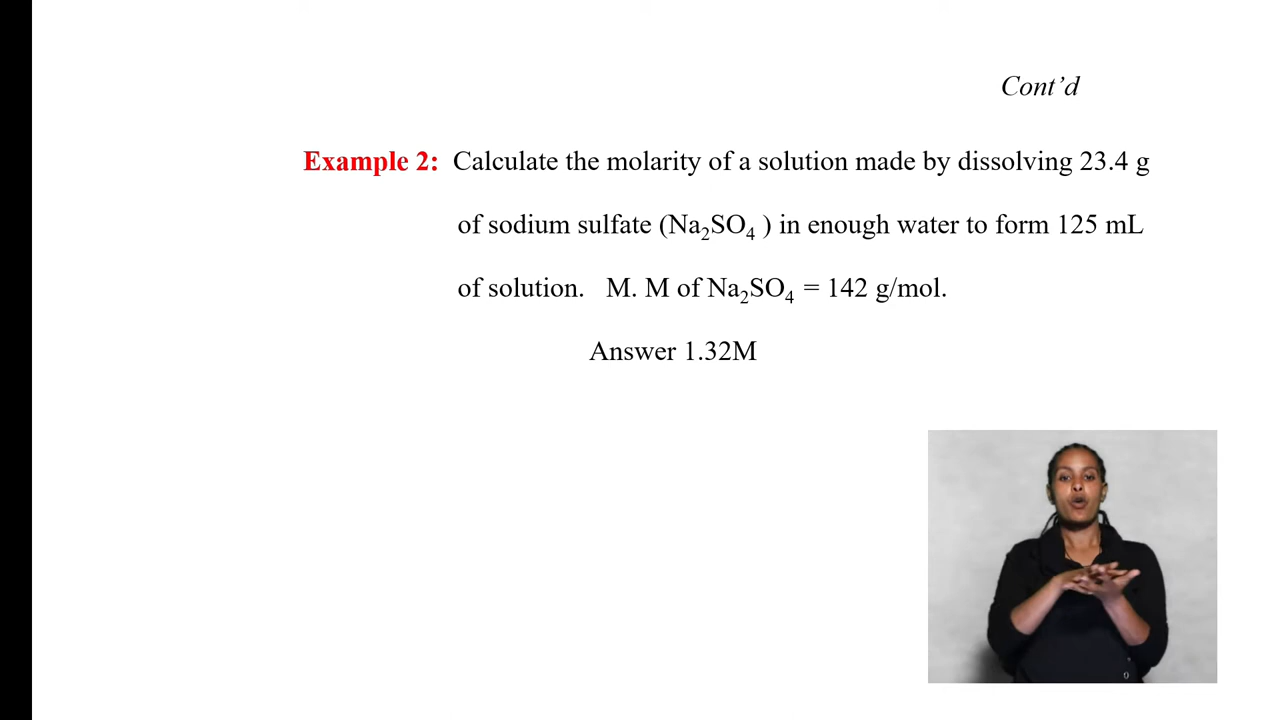 Cont’d
Example 2: Calculate the molarity of a solution made by dissolving 23.4 g
of sodium sulfate (Na₂SO₄ ) in enough water to form 125 mL
of solution. M. M of Na₂SO₄ = 142 g/mol.
Answer 1.32M